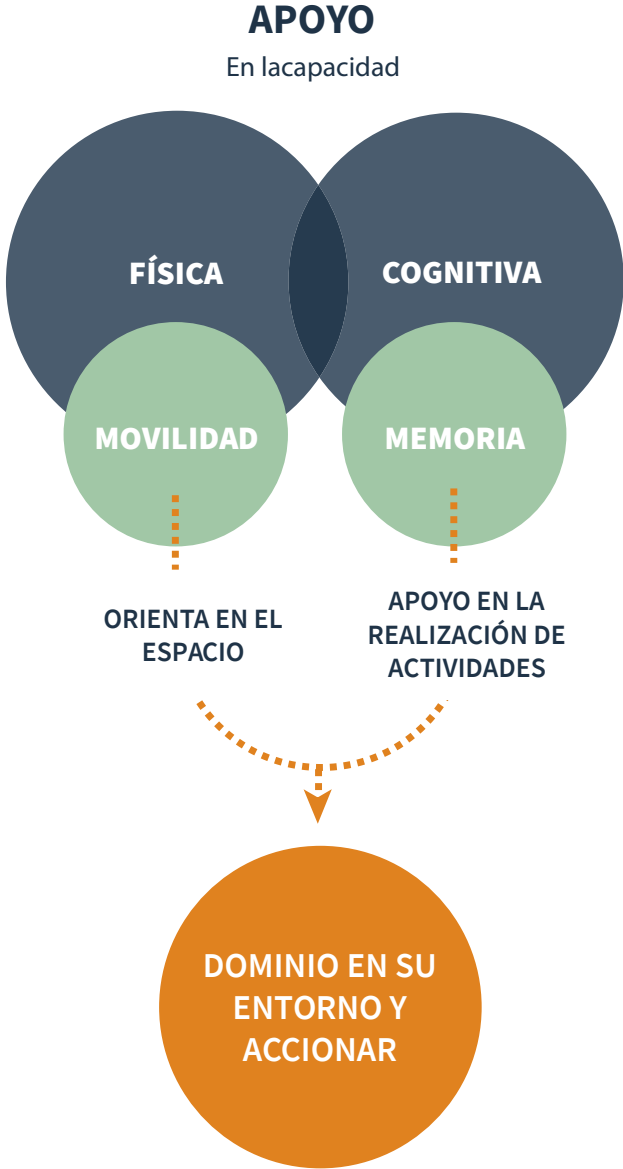 APOYO
En lacapacidad
FÍSICA
COGNITIVA
MOVILIDAD
MEMORIA
ORIENTA EN EL
ESPACIO
APOYO EN LA
REALIZACIÓN DE
ACTIVIDADES
DOMINIO EN SU
ENTORNO Y
ACCIONAR